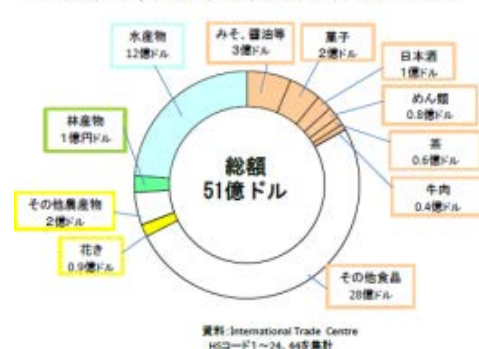 水産物
12億ドル
みそ、醤油等
3億ドル
菓子
2億ドル
日本酒
1億ドル
めん類
0.8億ドル
茶
0.6億ドル
牛肉
0.4億ドル
林産物
1億円ドル
その他農産物
2億ドル
花き
0.9億ドル
総額
51億ドル
その他食品
28億ドル
資料:International Trade Centre
HSコード1~24、44を集計